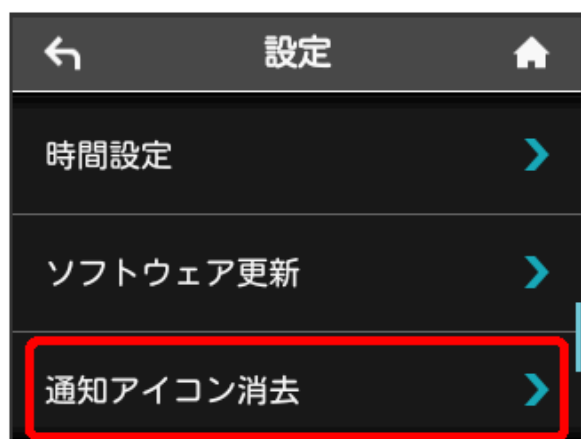 設定
時間設定
ソフトウェア更新
通知アイコン消去